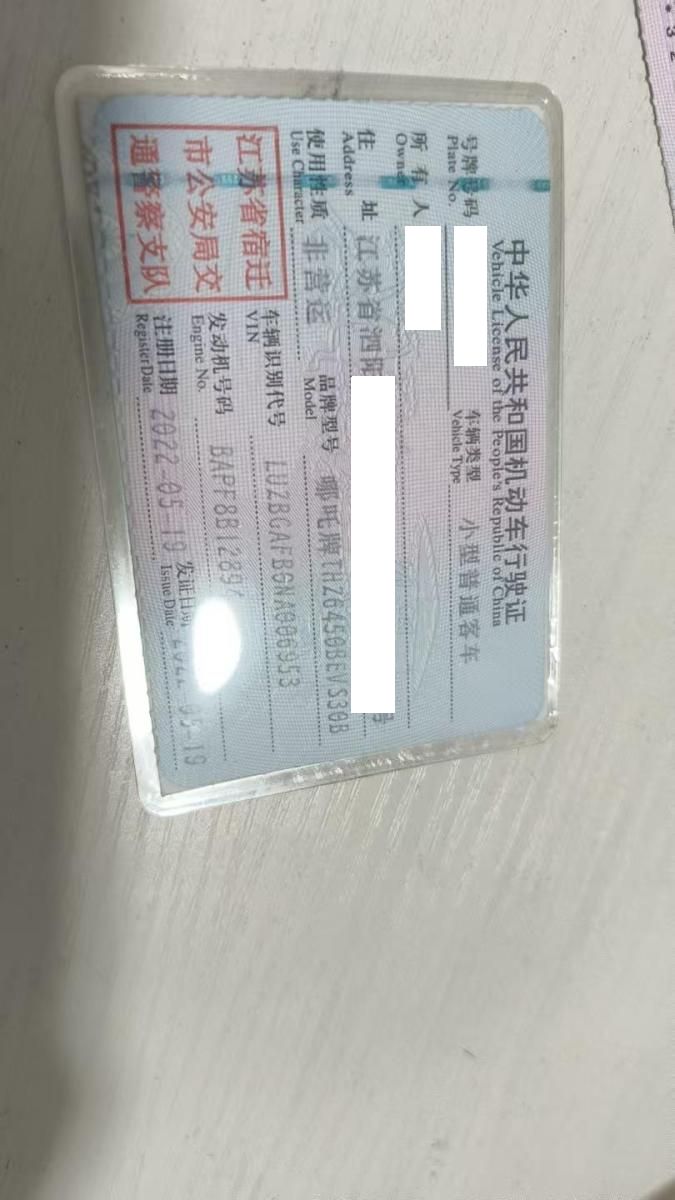 中华人民共和国机动车行驶证
Vehicle License of the People's Republic of China
号牌号码
Plate No.
车辆类型 小型普通客车
Vehicle Type
所有人
Owner
住址 江苏省泗阳 号
Address
使用性质 非营运
Use Character
品牌型号 哪吒牌THZ6450BEVS30B
Model
江苏省宿迁
市公安局交
通警察支队
车辆识别代号 LUZBGAFB6NA006953
VIN
发动机号码
Engine No.
注册日期 2022-05-19
Register Date
发证日期
Issue Date